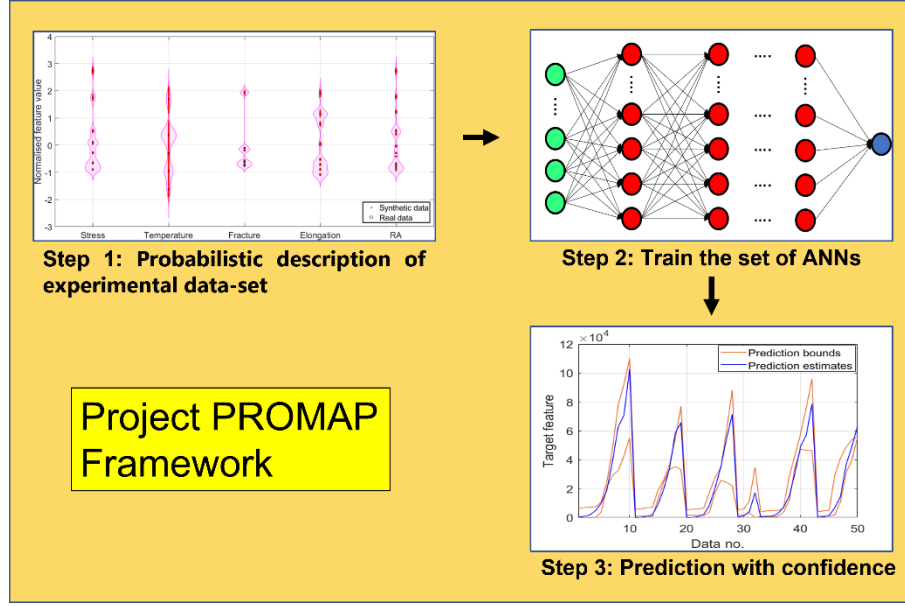 4
3
2
1
0
-1
-2
-3
Normalised feature value
Synthetic data
Real data
Stress
Temperature
Fracture
Elongation
RA
Step 1: Probabilistic description of
experimental data-set
Step 2: Train the set of ANNs
×10⁴
12
10
8
6
4
2
0
Target feature
Prediction bounds
Prediction estimates
10
20
30
40
50
Data no.
Step 3: Prediction with confidence
Project PROMAP
Framework